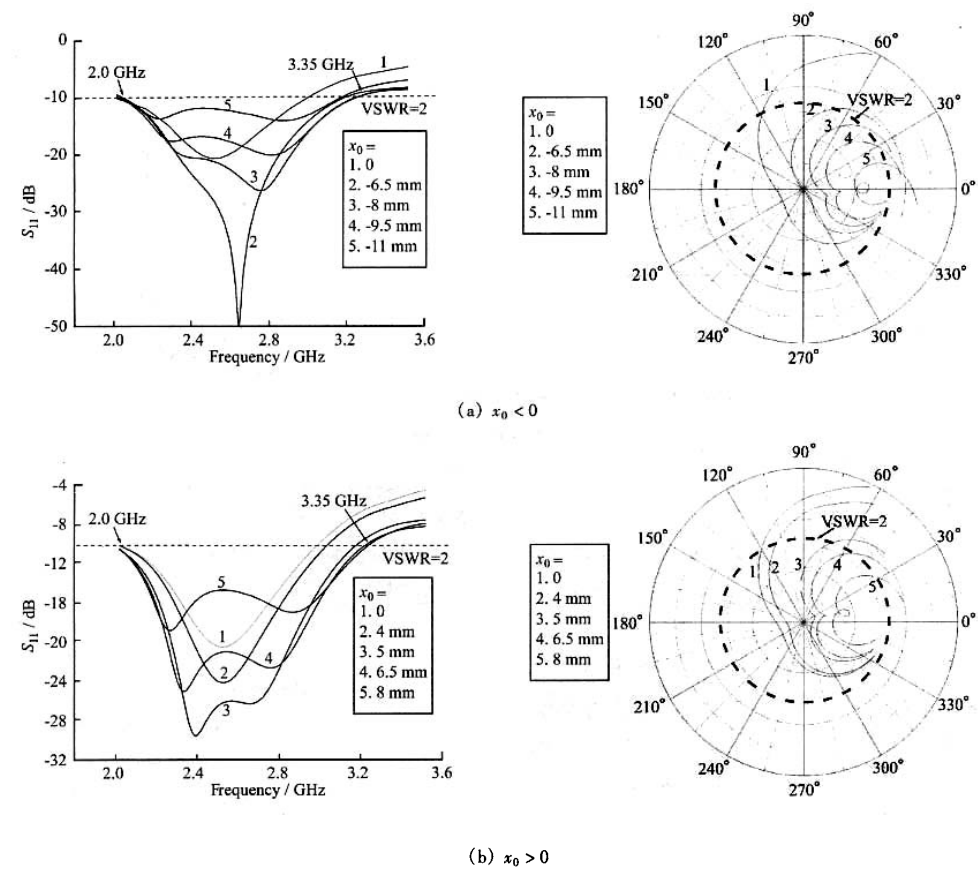 0
-10
-20
-30
-40
-50
S₁₁ / dB
2.0 GHz
3.35 GHz
1
VSWR=2
5
4
3
2
x₀=
1. 0
2. -6.5 mm
3. -8 mm
4. -9.5 mm
5. -11 mm
2.0
2.4
2.8
3.2
3.6
Frequency / GHz
x₀=
1. 0
2. -6.5 mm
3. -8 mm
4. -9.5 mm
5. -11 mm
90°
120°
60°
150°
30°
180°
0°
210°
330°
240°
300°
270°
VSWR=2
1
2
3
4
5
(a) x₀<0
-4
-8
-12
-18
-20
-24
-28
-32
S₁₁ / dB
2.0 GHz
3.35 GHz
VSWR=2
5
1
2
4
3
x₀=
1. 0
2. 4 mm
3. 5 mm
4. 6.5 mm
5. 8 mm
2.0
2.4
2.8
3.2
3.6
Frequency / GHz
x₀=
1. 0
2. 4 mm
3. 5 mm
4. 6.5 mm
5. 8 mm
90°
120°
60°
150°
30°
180°
0°
210°
330°
240°
300°
270°
VSWR=2
1
2
3
4
5
(b) x₀>0